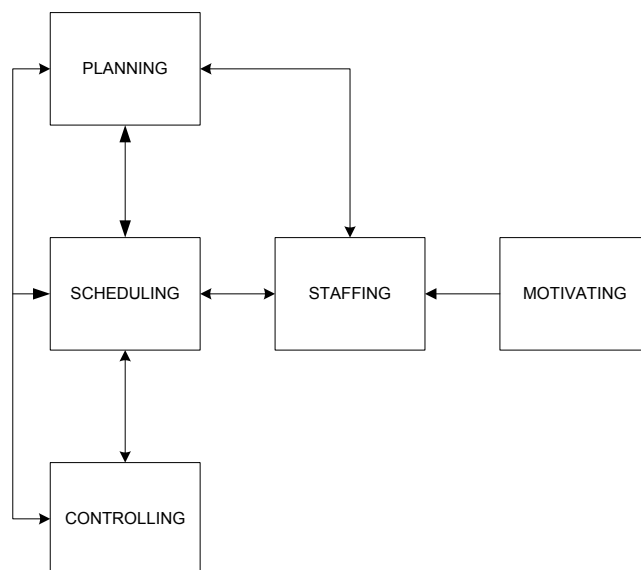 PLANNING
SCHEDULING
STAFFING
MOTIVATING
CONTROLLING